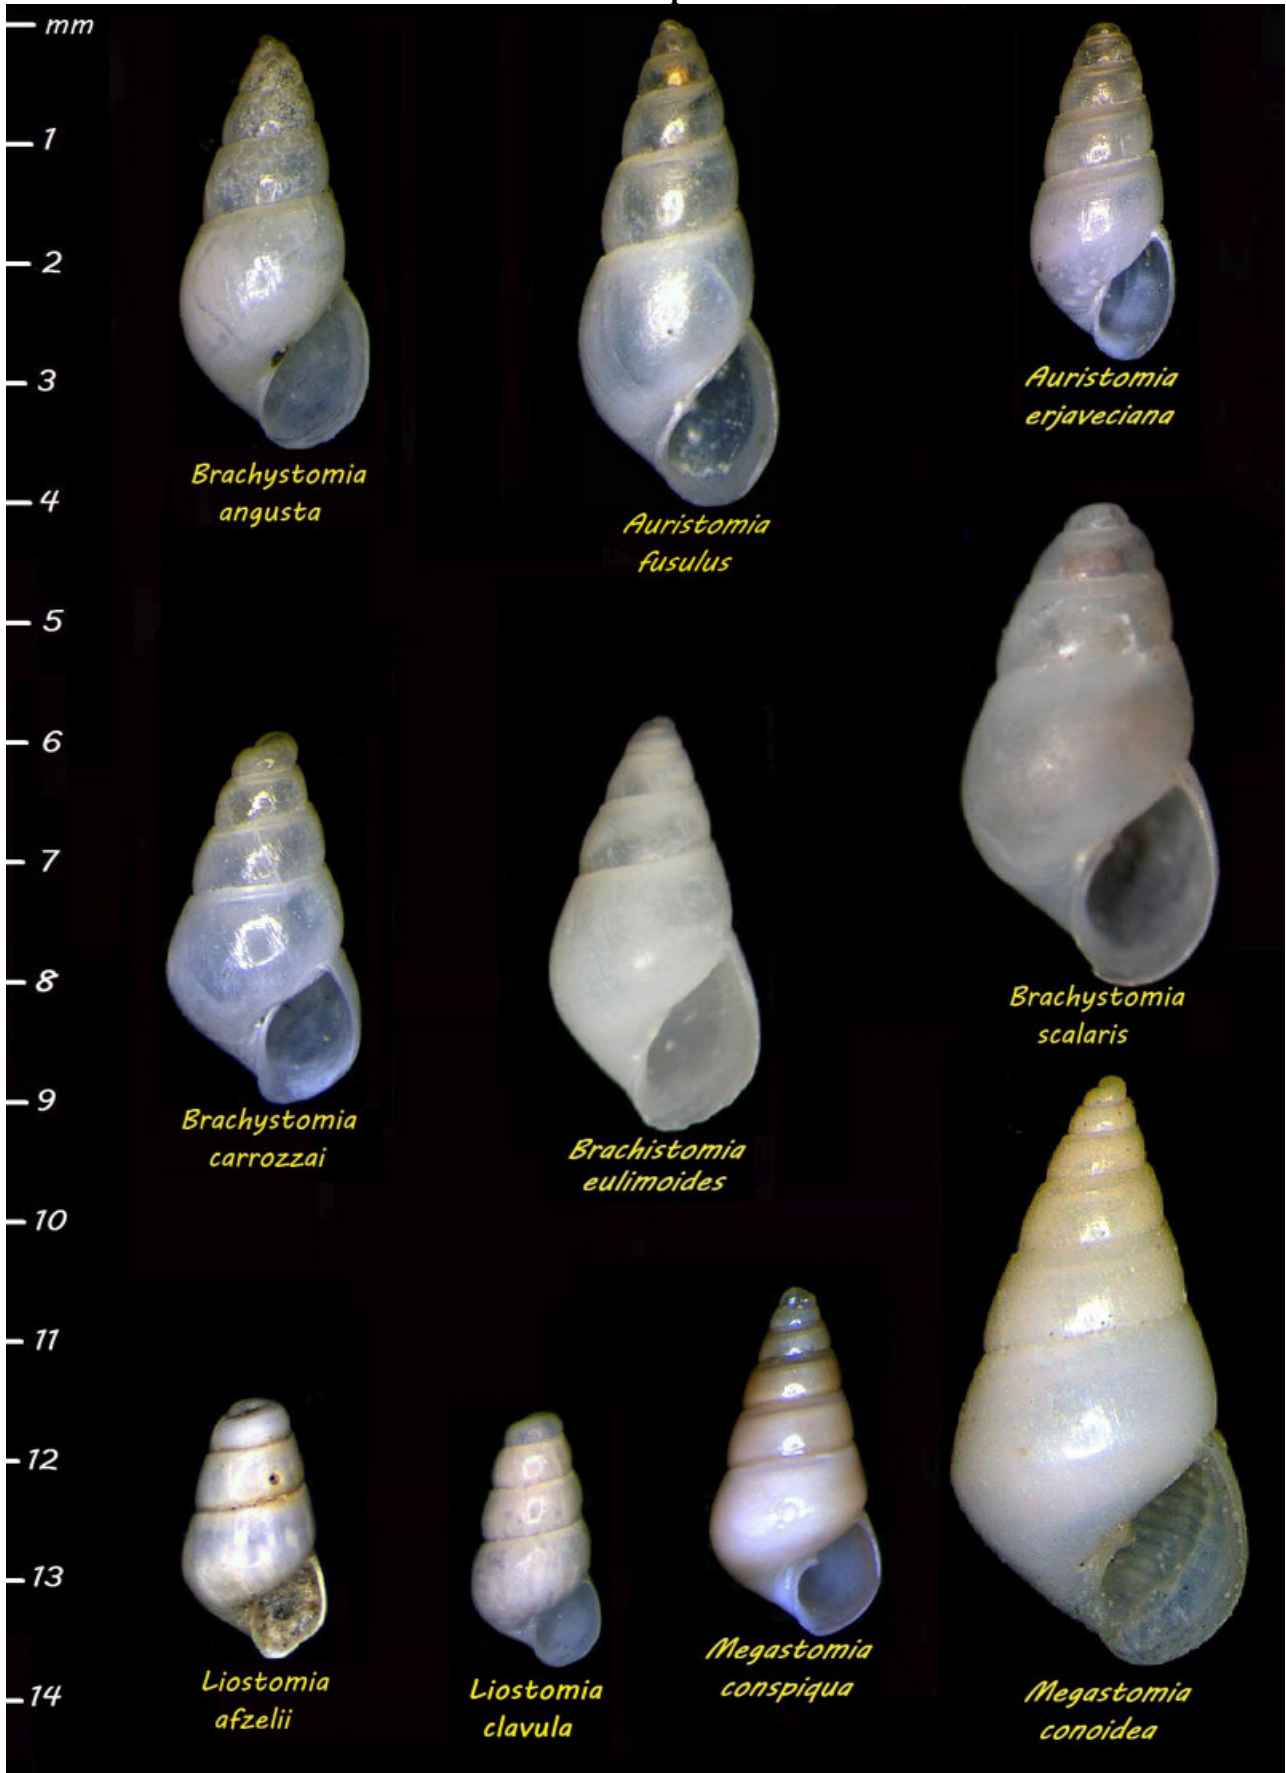 mm
1
2
3
Auristomia
erjaveciana
Brachystomia
angusta
4
Auristomia
fusulus
5
6
7
8
Brachystomia
scalaris
9
Brachystomia
carrozzai
Brachistomia
eulimoides
10
11
12
13
Megastomia
conspiqua
Liostomia
afzelii
Liostomia
clavula
Megastomia
conoidea
14